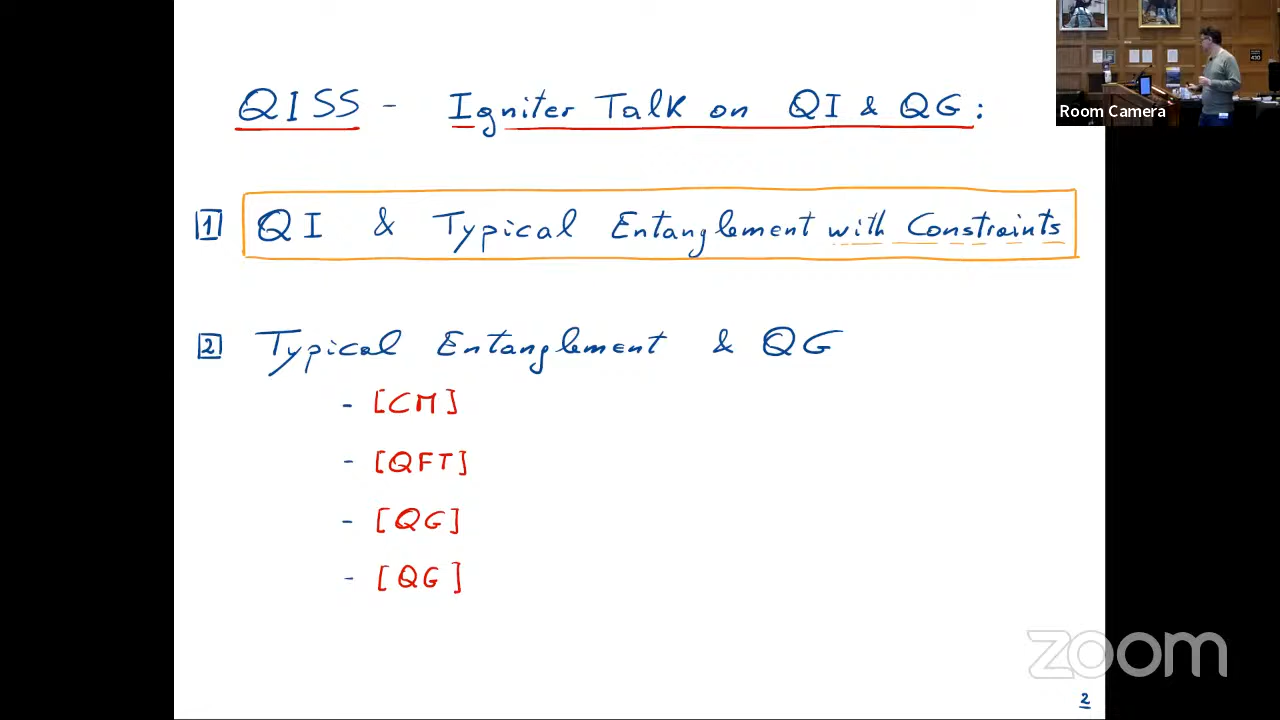 QISS - Igniter Talk on QI & QG:
Room Camera
1 QI & Typical Entanglement with Constraints
2 Typical Entanglement & QG
- [CM]
- [QFT]
- [QG]
- [QG]
zoom
2